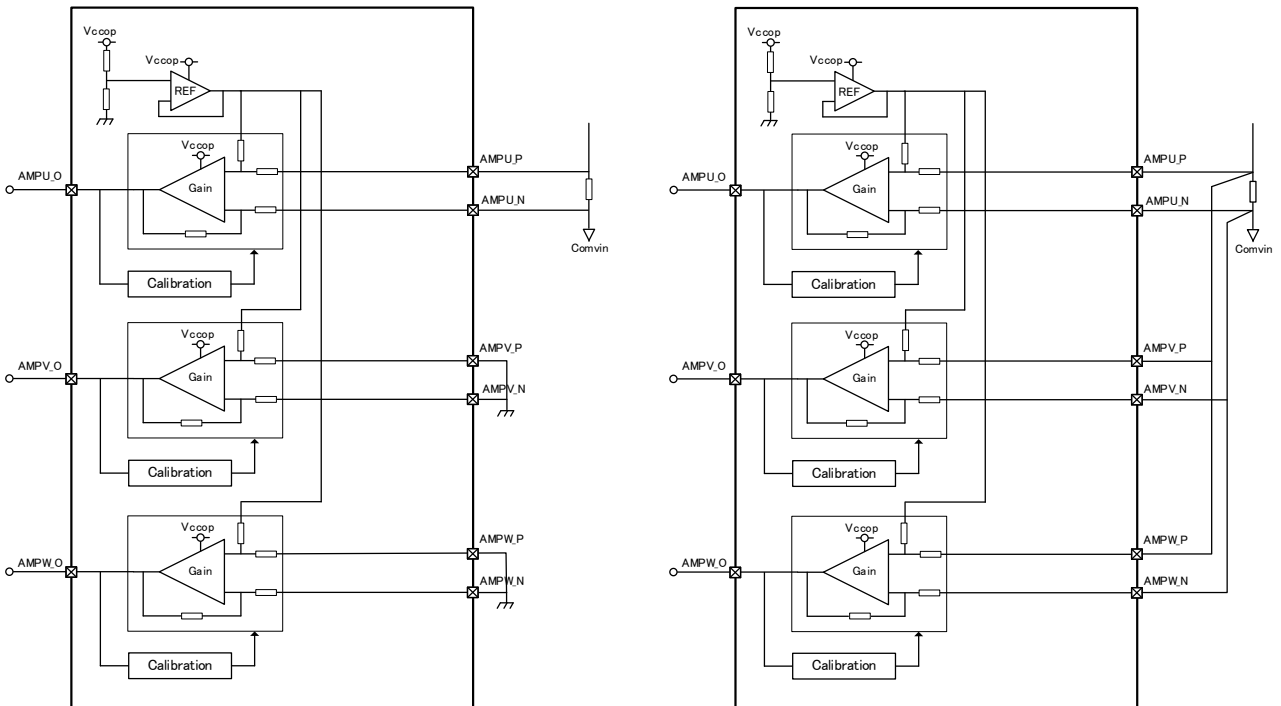 Vccop
Vccop
REF
AMPU_O
Vccop
Gain
AMPU_P
AMPU_N
Comvin
Calibration
AMPV_O
Vccop
Gain
AMPV_P
AMPV_N
Calibration
AMPW_O
Vccop
Gain
AMPW_P
AMPW_N
Calibration
Vccop
Vccop
REF
AMPU_O
Vccop
Gain
AMPU_P
AMPU_N
Comvin
Calibration
AMPV_O
Vccop
Gain
AMPV_P
AMPV_N
Calibration
AMPW_O
Vccop
Gain
AMPW_P
AMPW_N
Calibration